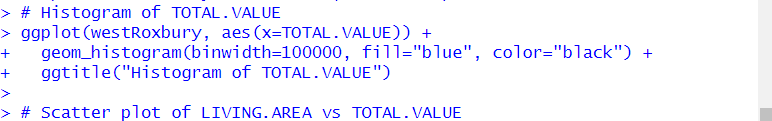 > # Histogram of TOTAL.VALUE
> ggplot(westRoxbury, aes(x=TOTAL.VALUE)) +
+   geom_histogram(binwidth=100000, fill="blue", color="black") +
+   ggtitle("Histogram of TOTAL.VALUE")
>
> # Scatter plot of LIVING.AREA vs TOTAL.VALUE